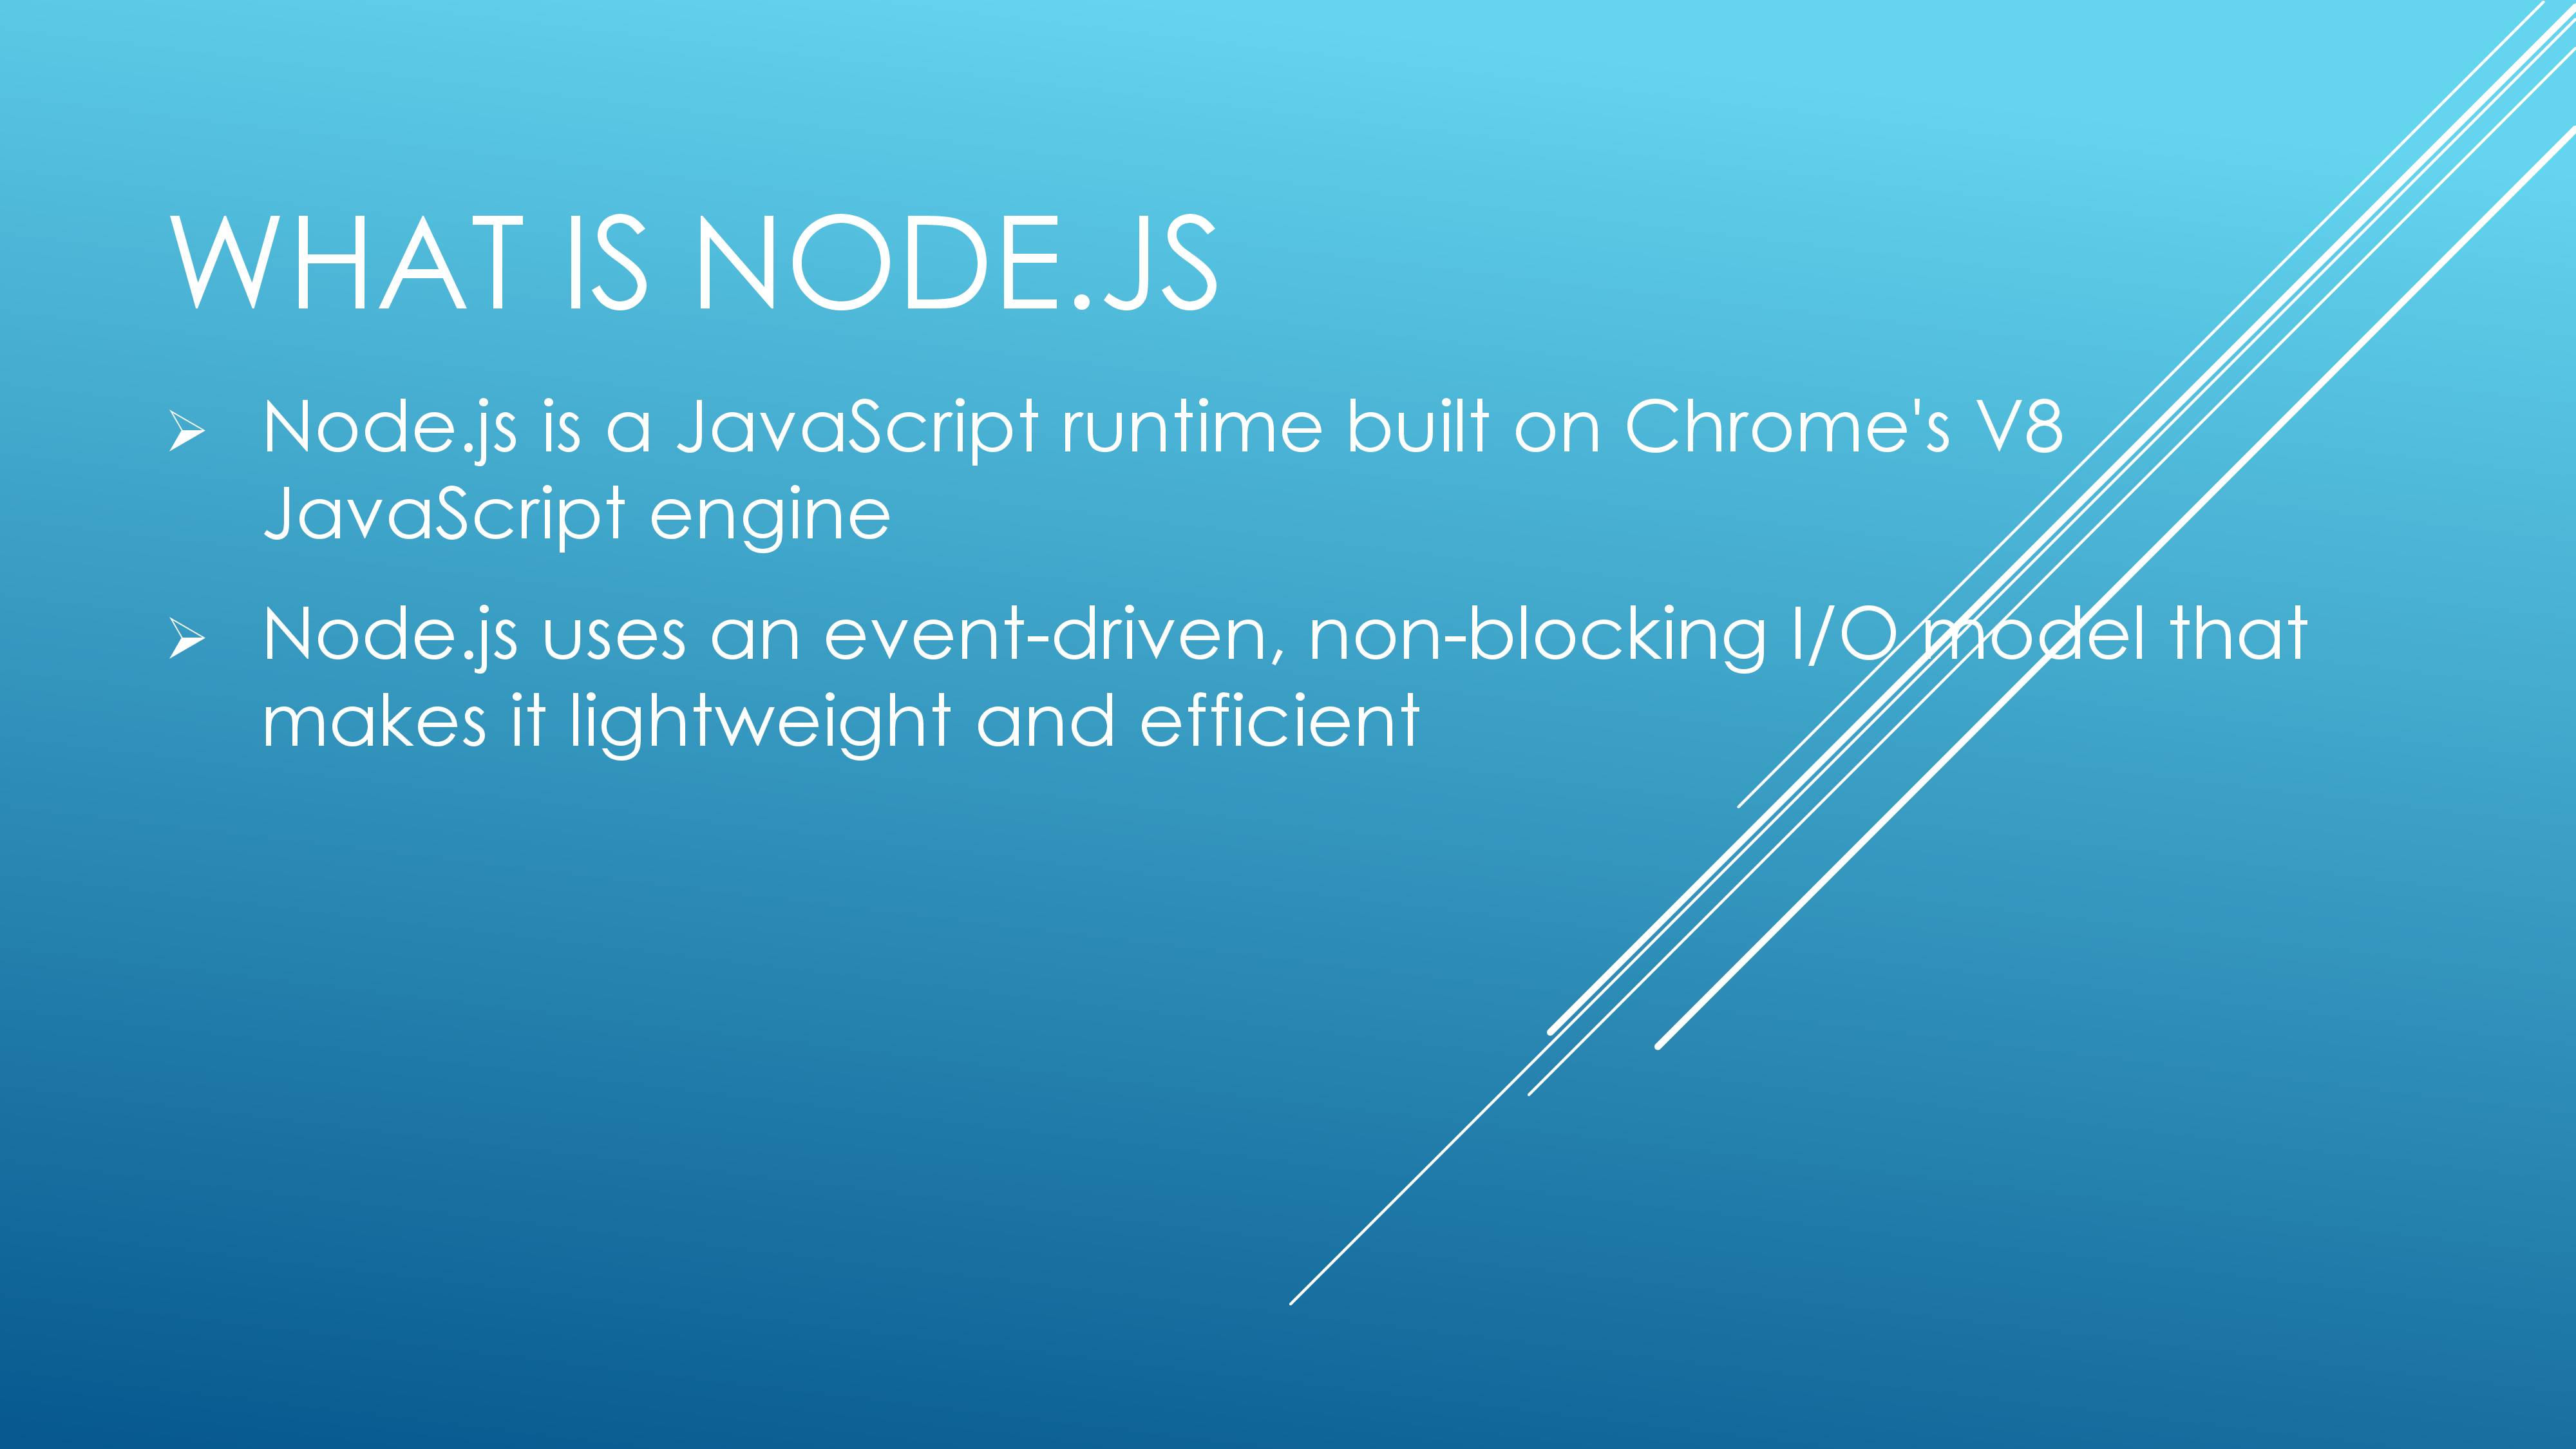 WHAT IS NODE.JS
Node.js is a JavaScript runtime built on Chrome's V8
JavaScript engine
Node.js uses an event-driven, non-blocking I/O model that
makes it lightweight and efficient